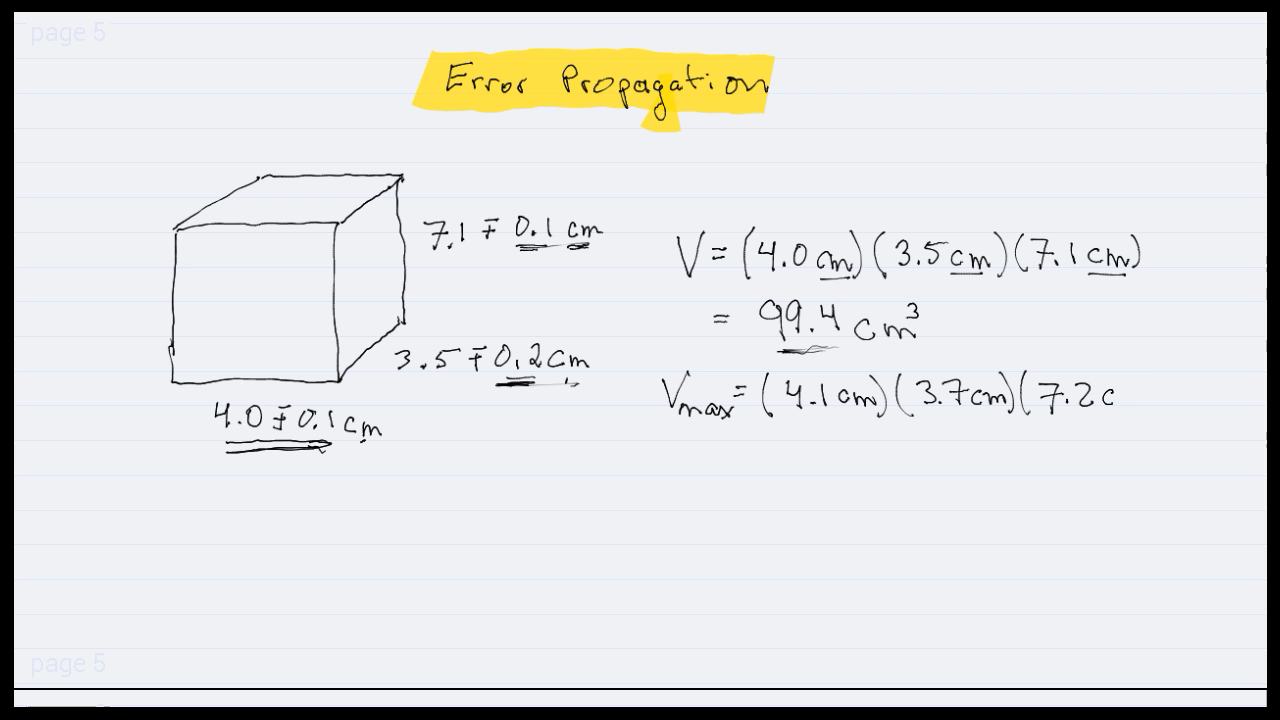 page 5
Error Propagation
7.1 ∓ 0.1 cm
3.5 ∓ 0.2 cm
4.0 ∓ 0.1 cm
V = (4.0 cm)(3.5 cm)(7.1 cm)
= 99.4 cm³
Vmax = (4.1 cm)(3.7 cm)(7.2 c
page 5